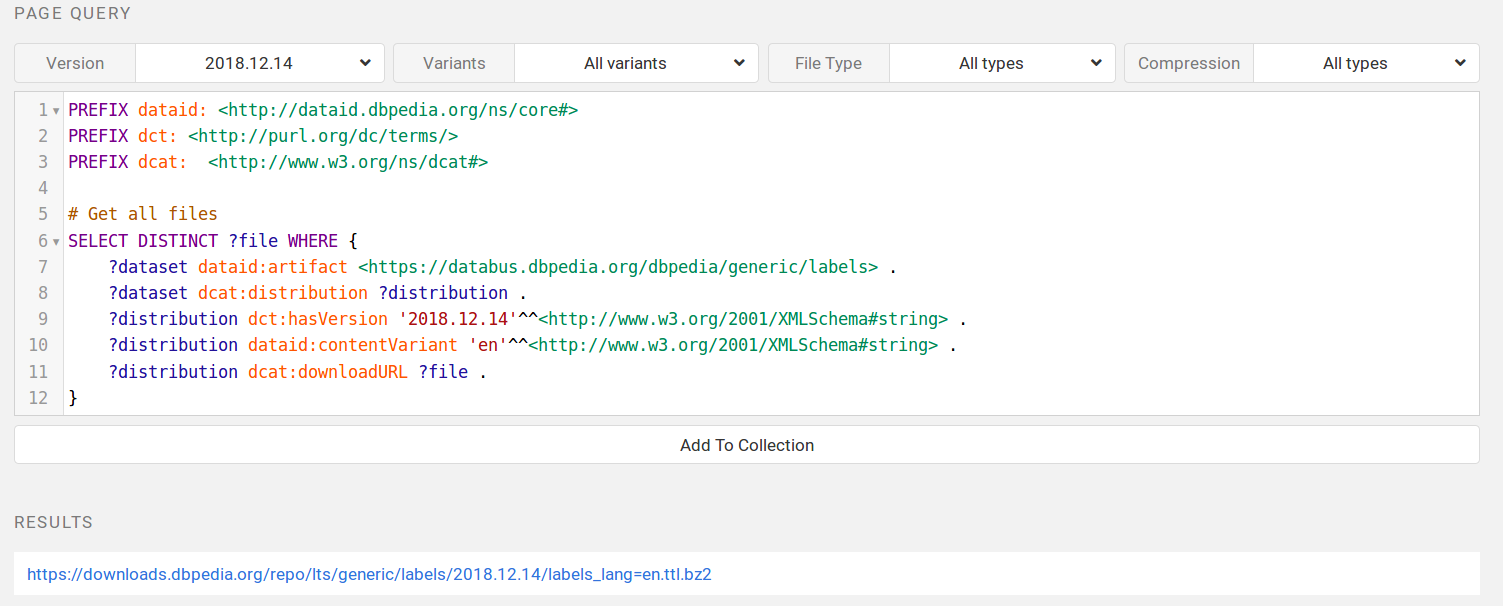 PAGE QUERY
Version 2018.12.14 Variants All variants File Type All types Compression All types
1 PREFIX dataid: <http://dataid.dbpedia.org/ns/core#>
2 PREFIX dct: <http://purl.org/dc/terms/>
3 PREFIX dcat:  <http://www.w3.org/ns/dcat#>
4
5 # Get all files
6 SELECT DISTINCT ?file WHERE {
7     ?dataset dataid:artifact <https://databus.dbpedia.org/dbpedia/generic/labels> .
8     ?dataset dcat:distribution ?distribution .
9     ?distribution dct:hasVersion '2018.12.14'^^<http://www.w3.org/2001/XMLSchema#string> .
10     ?distribution dataid:contentVariant 'en'^^<http://www.w3.org/2001/XMLSchema#string> .
11     ?distribution dcat:downloadURL ?file .
12 }
Add To Collection
RESULTS
https://downloads.dbpedia.org/repo/lts/generic/labels/2018.12.14/labels_lang=en.ttl.bz2